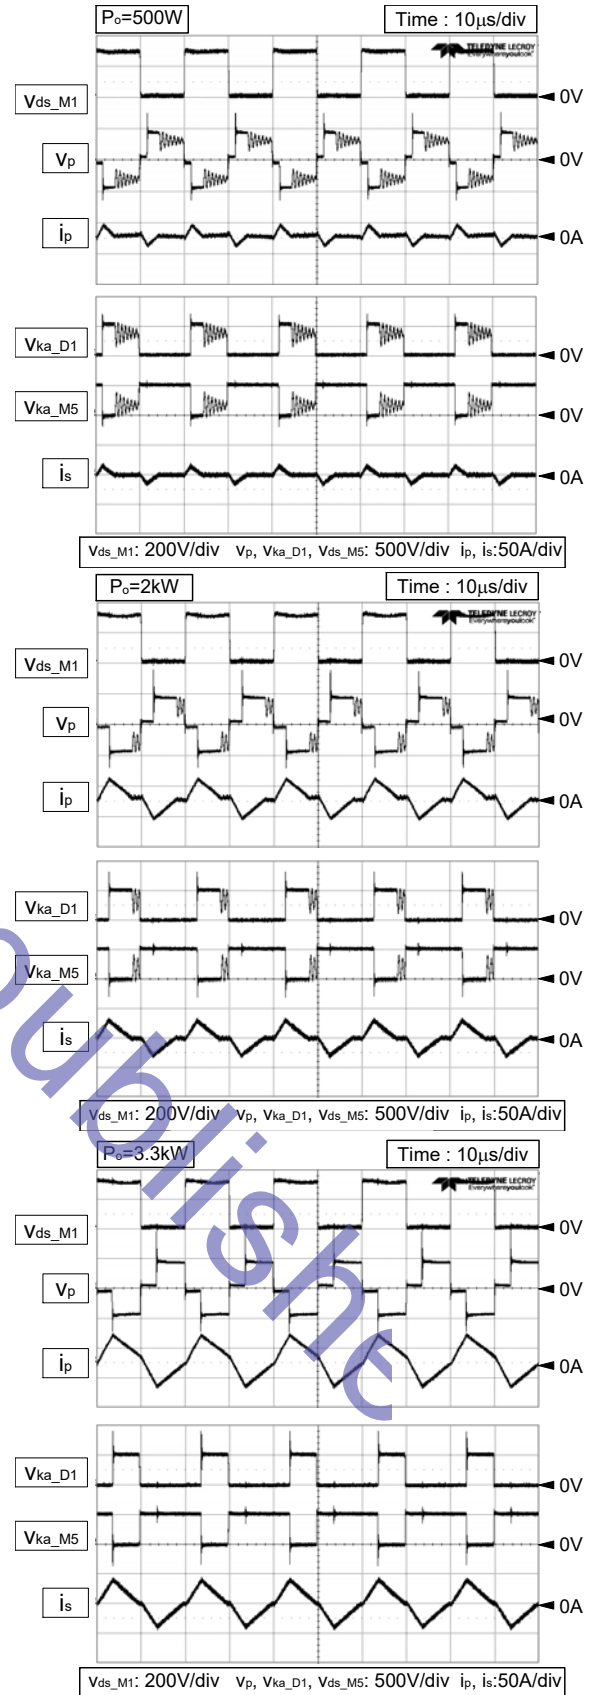 Po=500W Time : 10μs/div
TELEDYNE LECROY
Everywhereyoulook
Vds_M1 0V
Vp 0V
ip 0A
Vka_D1 0V
Vka_M5 0V
is 0A
Vds_M1: 200V/div Vp, Vka_D1, Vds_M5: 500V/div ip, is:50A/div
Po=2kW Time : 10μs/div
TELEDYNE LECROY
Everywhereyoulook
Vds_M1 0V
Vp 0V
ip 0A
Vka_D1 0V
Vka_M5 0V
is 0A
Vds_M1: 200V/div Vp, Vka_D1, Vds_M5: 500V/div ip, is:50A/div
Po=3.3kW Time : 10μs/div
TELEDYNE LECROY
Everywhereyoulook
Vds_M1 0V
Vp 0V
ip 0A
Vka_D1 0V
Vka_M5 0V
is 0A
Vds_M1: 200V/div Vp, Vka_D1, Vds_M5: 500V/div ip, is:50A/div